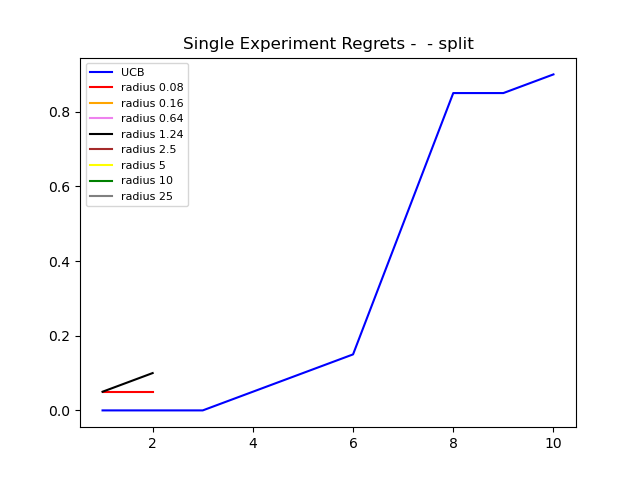 Single Experiment Regrets -  - split
UCB
radius 0.08
radius 0.16
radius 0.64
radius 1.24
radius 2.5
radius 5
radius 10
radius 25
0.8
0.6
0.4
0.2
0.0
2 4 6 8 10